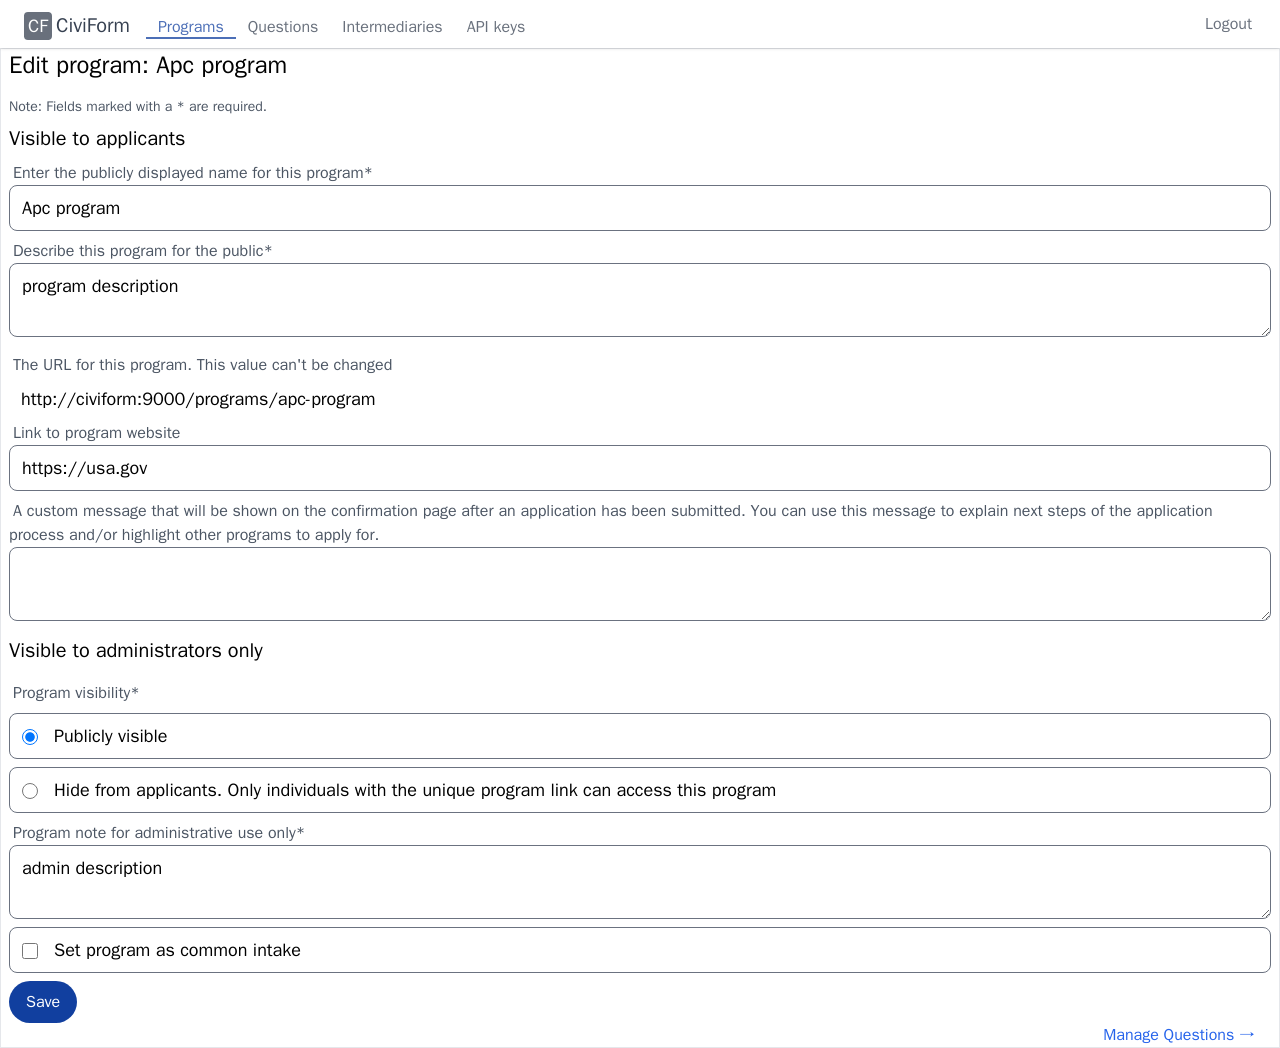 CF CiviForm Programs Questions Intermediaries API keys Logout
Edit program: Apc program
Note: Fields marked with a * are required.
Visible to applicants
Enter the publicly displayed name for this program*
Apc program
Describe this program for the public*
program description
The URL for this program. This value can't be changed
http://civiform:9000/programs/apc-program
Link to program website
https://usa.gov
A custom message that will be shown on the confirmation page after an application has been submitted. You can use this message to explain next steps of the application
process and/or highlight other programs to apply for.
Visible to administrators only
Program visibility*
Publicly visible
Hide from applicants. Only individuals with the unique program link can access this program
Program note for administrative use only*
admin description
Set program as common intake
Save
Manage Questions →